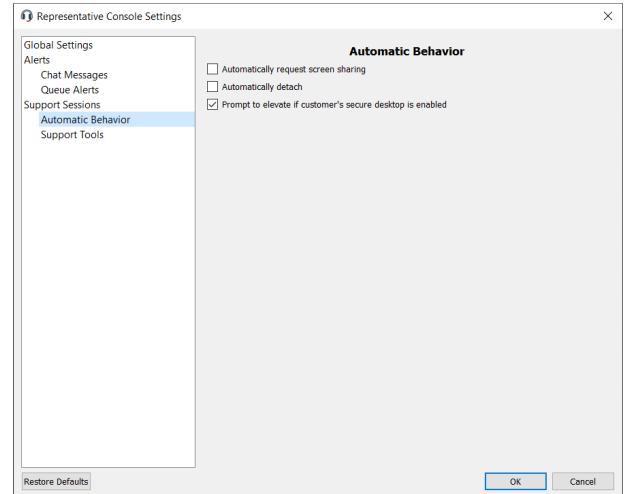 Representative Console Settings
Global Settings
Alerts
Chat Messages
Queue Alerts
Support Sessions
Automatic Behavior
Support Tools
Automatic Behavior
Automatically request screen sharing
Automatically detach
Prompt to elevate if customer's secure desktop is enabled
Restore Defaults
OK
Cancel